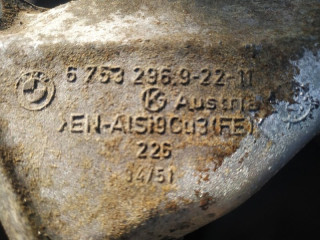 6 753 296.9-22-11
Austria
>EN-AlSi9Cu3(FE)
226
14/51